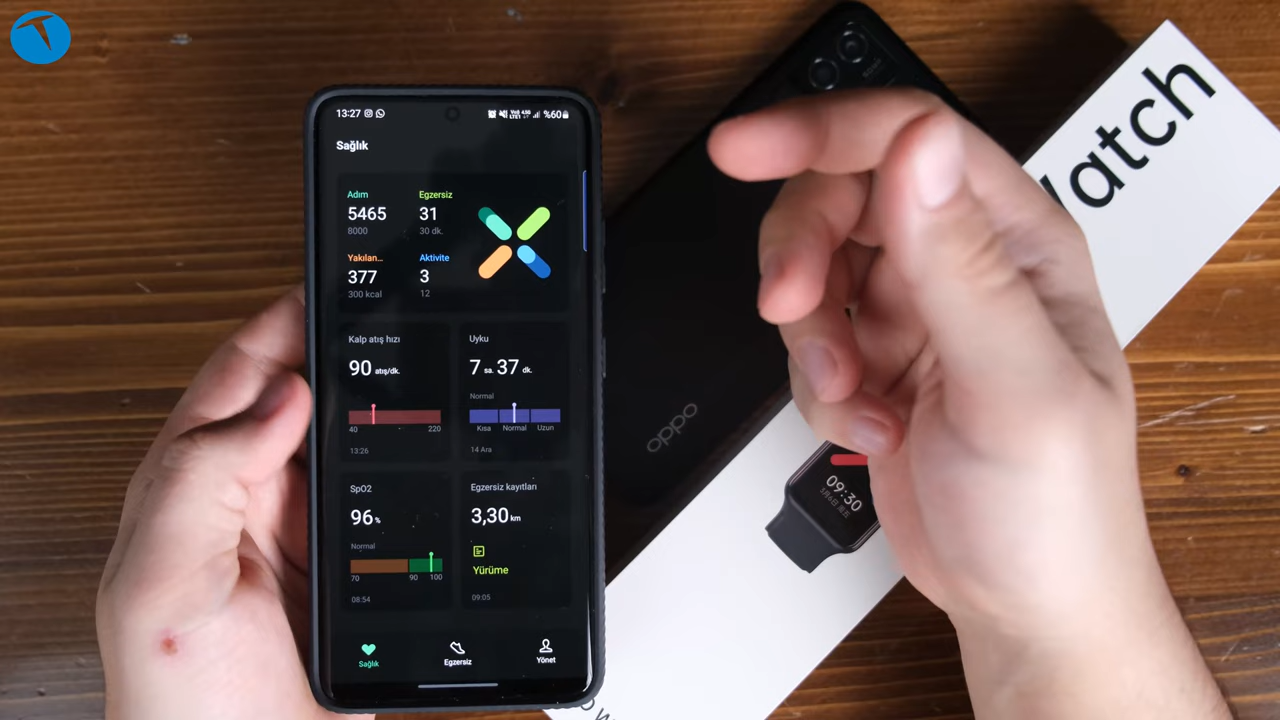 13:27
%60
Sağlık
Adım
Egzersiz
5465
31
8000
30 dk.
Yakılan...
Aktivite
377
3
300 kcal
12
Kalp atış hızı
Uyku
90 atış/dk.
7 sa. 37 dk.
Normal
40
220
Kısa
Normal
Uzun
13:26
14 Ara
SpO2
Egzersiz kayıtları
96%
3,30 km
Normal
Yürüme
70
90
100
08:54
09:05
Sağlık
Egzersiz
Yönet
oppo
atch
09:30